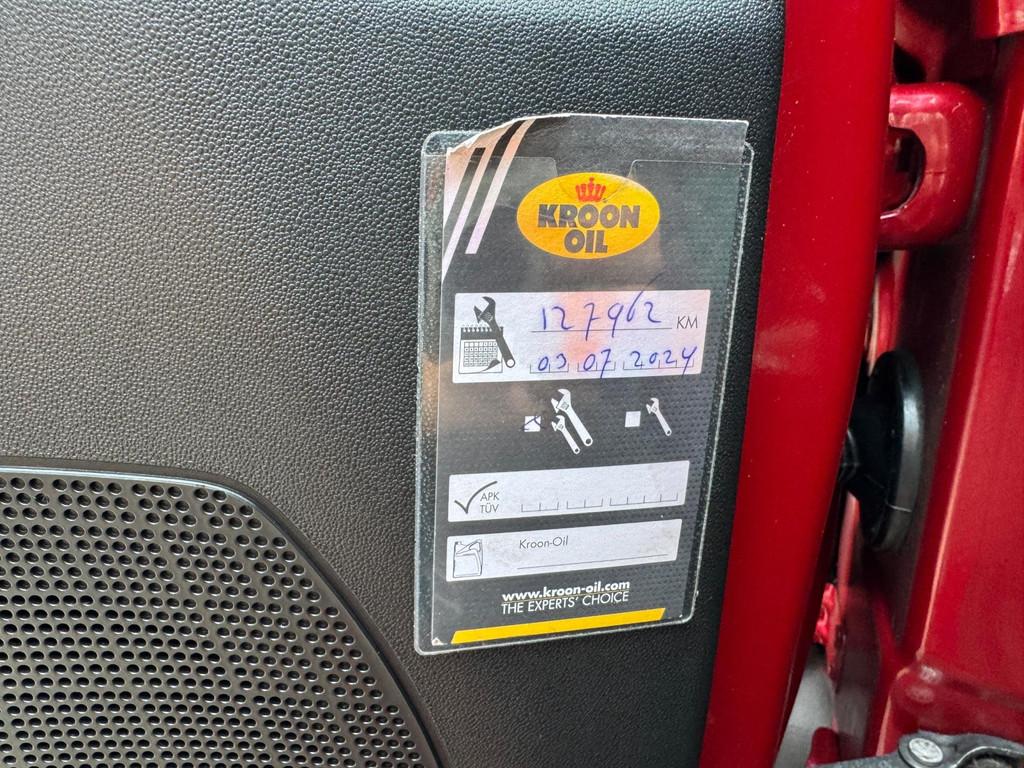 KROON
OIL
127962 KM
03 07 2024
APK
TÜV
Kroon-Oil
www.kroon-oil.com
THE EXPERTS' CHOICE